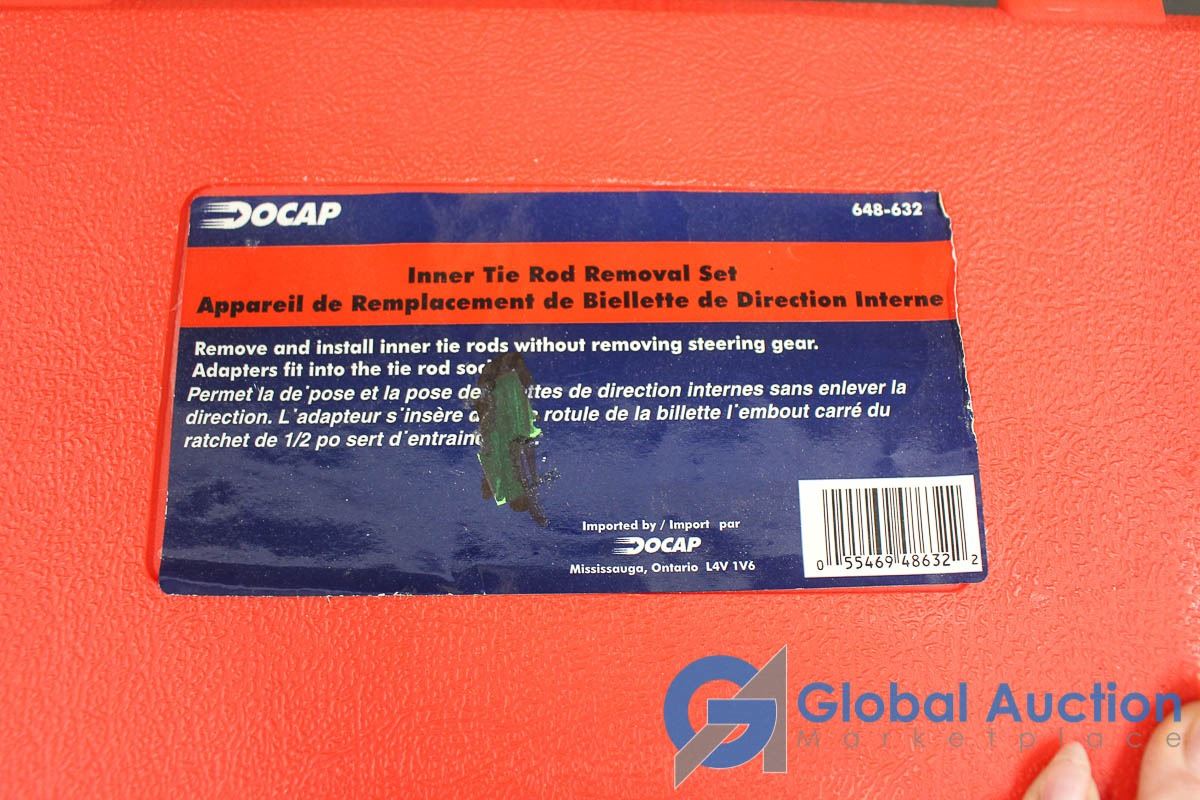 DOCAP 648-632
Inner Tie Rod Removal Set
Appareil de Remplacement de Biellette de Direction Interne
Remove and install inner tie rods without removing steering gear.
Adapters fit into the tie rod
Permet la de'pose et la pose de direction internes sans enlever la
direction. L'adapteur s'insère rotule de la billette l'embout carré du
ratchet de 1/2 po sert
Imported by / Import par
DOCAP
Mississauga, Ontario L4V 1V6
0 55469 48632 2
GA Global Auction
Marketplace